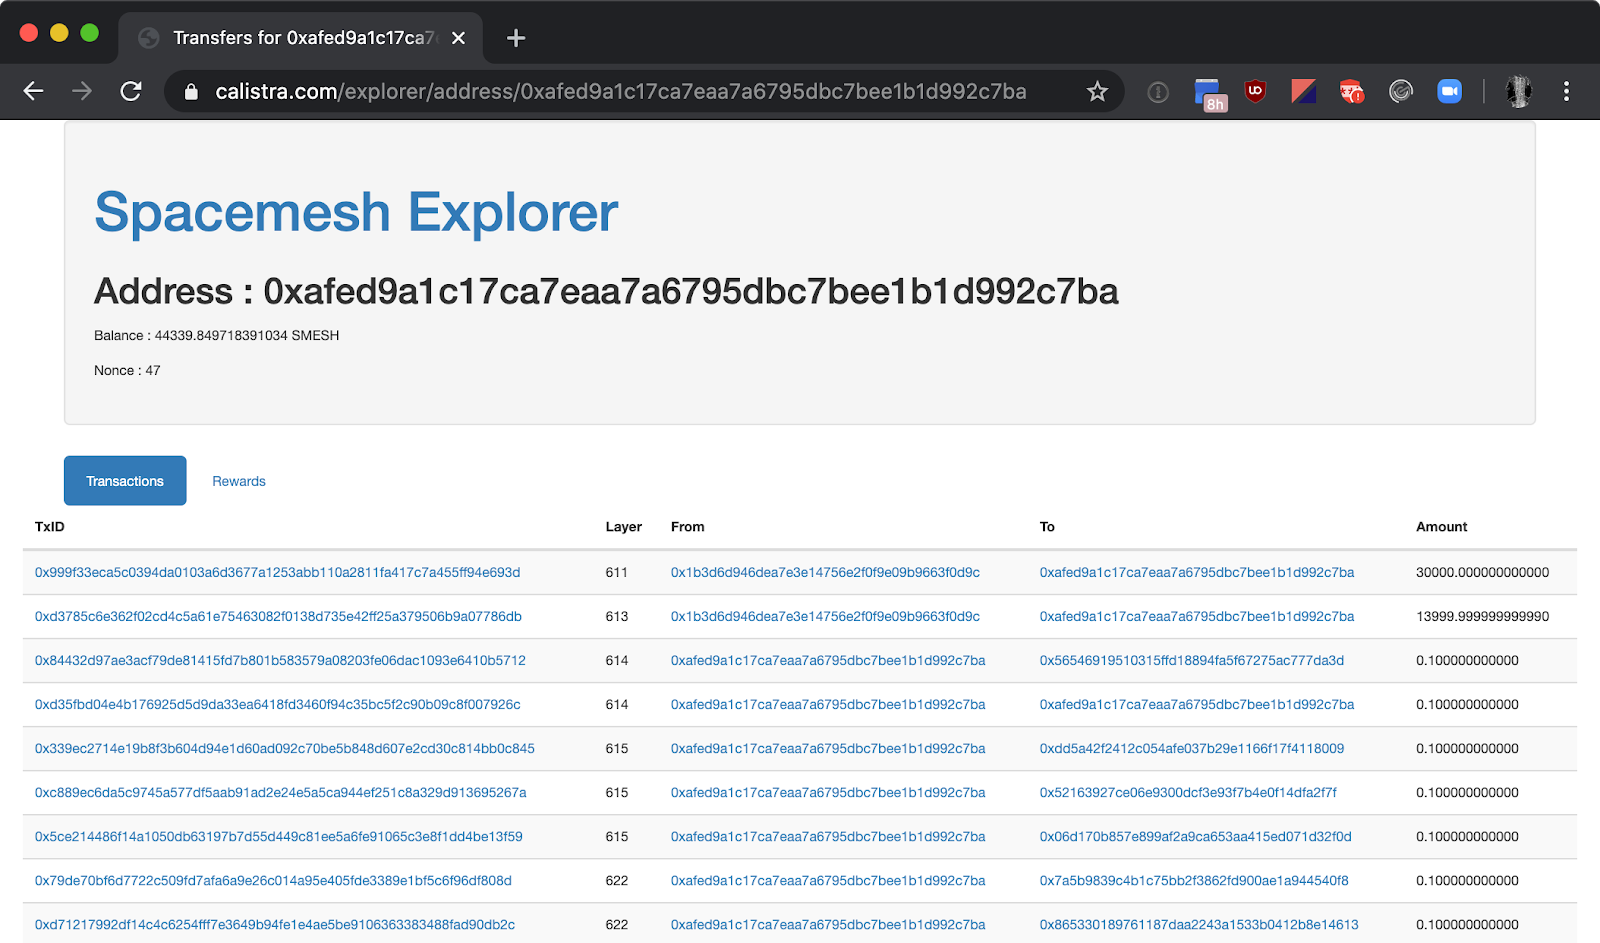 Transfers for 0xafed9a1c17ca7
calistra.com/explorer/address/0xafed9a1c17ca7eaa7a6795dbc7bee1b1d992c7ba
8h
Spacemesh Explorer
Address : 0xafed9a1c17ca7eaa7a6795dbc7bee1b1d992c7ba
Balance : 44339.849718391034 SMESH
Nonce : 47
Transactions Rewards
TxID Layer From To Amount
0x999f33eca5c0394da0103a6d3677a1253abb110a2811fa417c7a455ff94e693d 611 0x1b3d6d946dea7e3e14756e2f0f9e09b9663f0d9c 0xafed9a1c17ca7eaa7a6795dbc7bee1b1d992c7ba 30000.000000000000
0xd3785c6e362f02cd4c5a61e75463082f0138d735e42ff25a379506b9a07786db 613 0x1b3d6d946dea7e3e14756e2f0f9e09b9663f0d9c 0xafed9a1c17ca7eaa7a6795dbc7bee1b1d992c7ba 13999.999999999990
0x84432d97ae3acf79de81415fd7b801b583579a08203fe06dac1093e6410b5712 614 0xafed9a1c17ca7eaa7a6795dbc7bee1b1d992c7ba 0x56546919510315ffd18894fa5f67275ac777da3d 0.100000000000
0xd35fbd04e4b176925d5d9da33ea6418fd3460f94c35bc5f2c90b09c8f007926c 614 0xafed9a1c17ca7eaa7a6795dbc7bee1b1d992c7ba 0xafed9a1c17ca7eaa7a6795dbc7bee1b1d992c7ba 0.100000000000
0x339ec2714e19b8f3b604d94e1d60ad092c70be5b848d607e2cd30c814bb0c845 615 0xafed9a1c17ca7eaa7a6795dbc7bee1b1d992c7ba 0xdd5a42f2412c054afe037b29e1166f17f4118009 0.100000000000
0xc889ec6da5c9745a577df5aab91ad2e24e5a5ca944ef251c8a329d913695267a 615 0xafed9a1c17ca7eaa7a6795dbc7bee1b1d992c7ba 0x52163927ce06e9300dcf3e93f7b4e0f14dfa2f7f 0.100000000000
0x5ce214486f14a1050db63197b7d55d449c81ee5a6fe91065c3e8f1dd4be13f59 615 0xafed9a1c17ca7eaa7a6795dbc7bee1b1d992c7ba 0x06d170b857e899af2a9ca653aa415ed071d32f0d 0.100000000000
0x79de70bf6d7722c509fd7afa6a9e26c014a95e405fde3389e1bf5c6f96df808d 622 0xafed9a1c17ca7eaa7a6795dbc7bee1b1d992c7ba 0x7a5b9839c4b1c75bb2f3862fd900ae1a944540f8 0.100000000000
0xd71217992df14c4c6254fff7e3649b94fe1e4ae5be9106363383488fad90db2c 622 0xafed9a1c17ca7eaa7a6795dbc7bee1b1d992c7ba 0x865330189761187daa2243a1533b0412b8e14613 0.100000000000